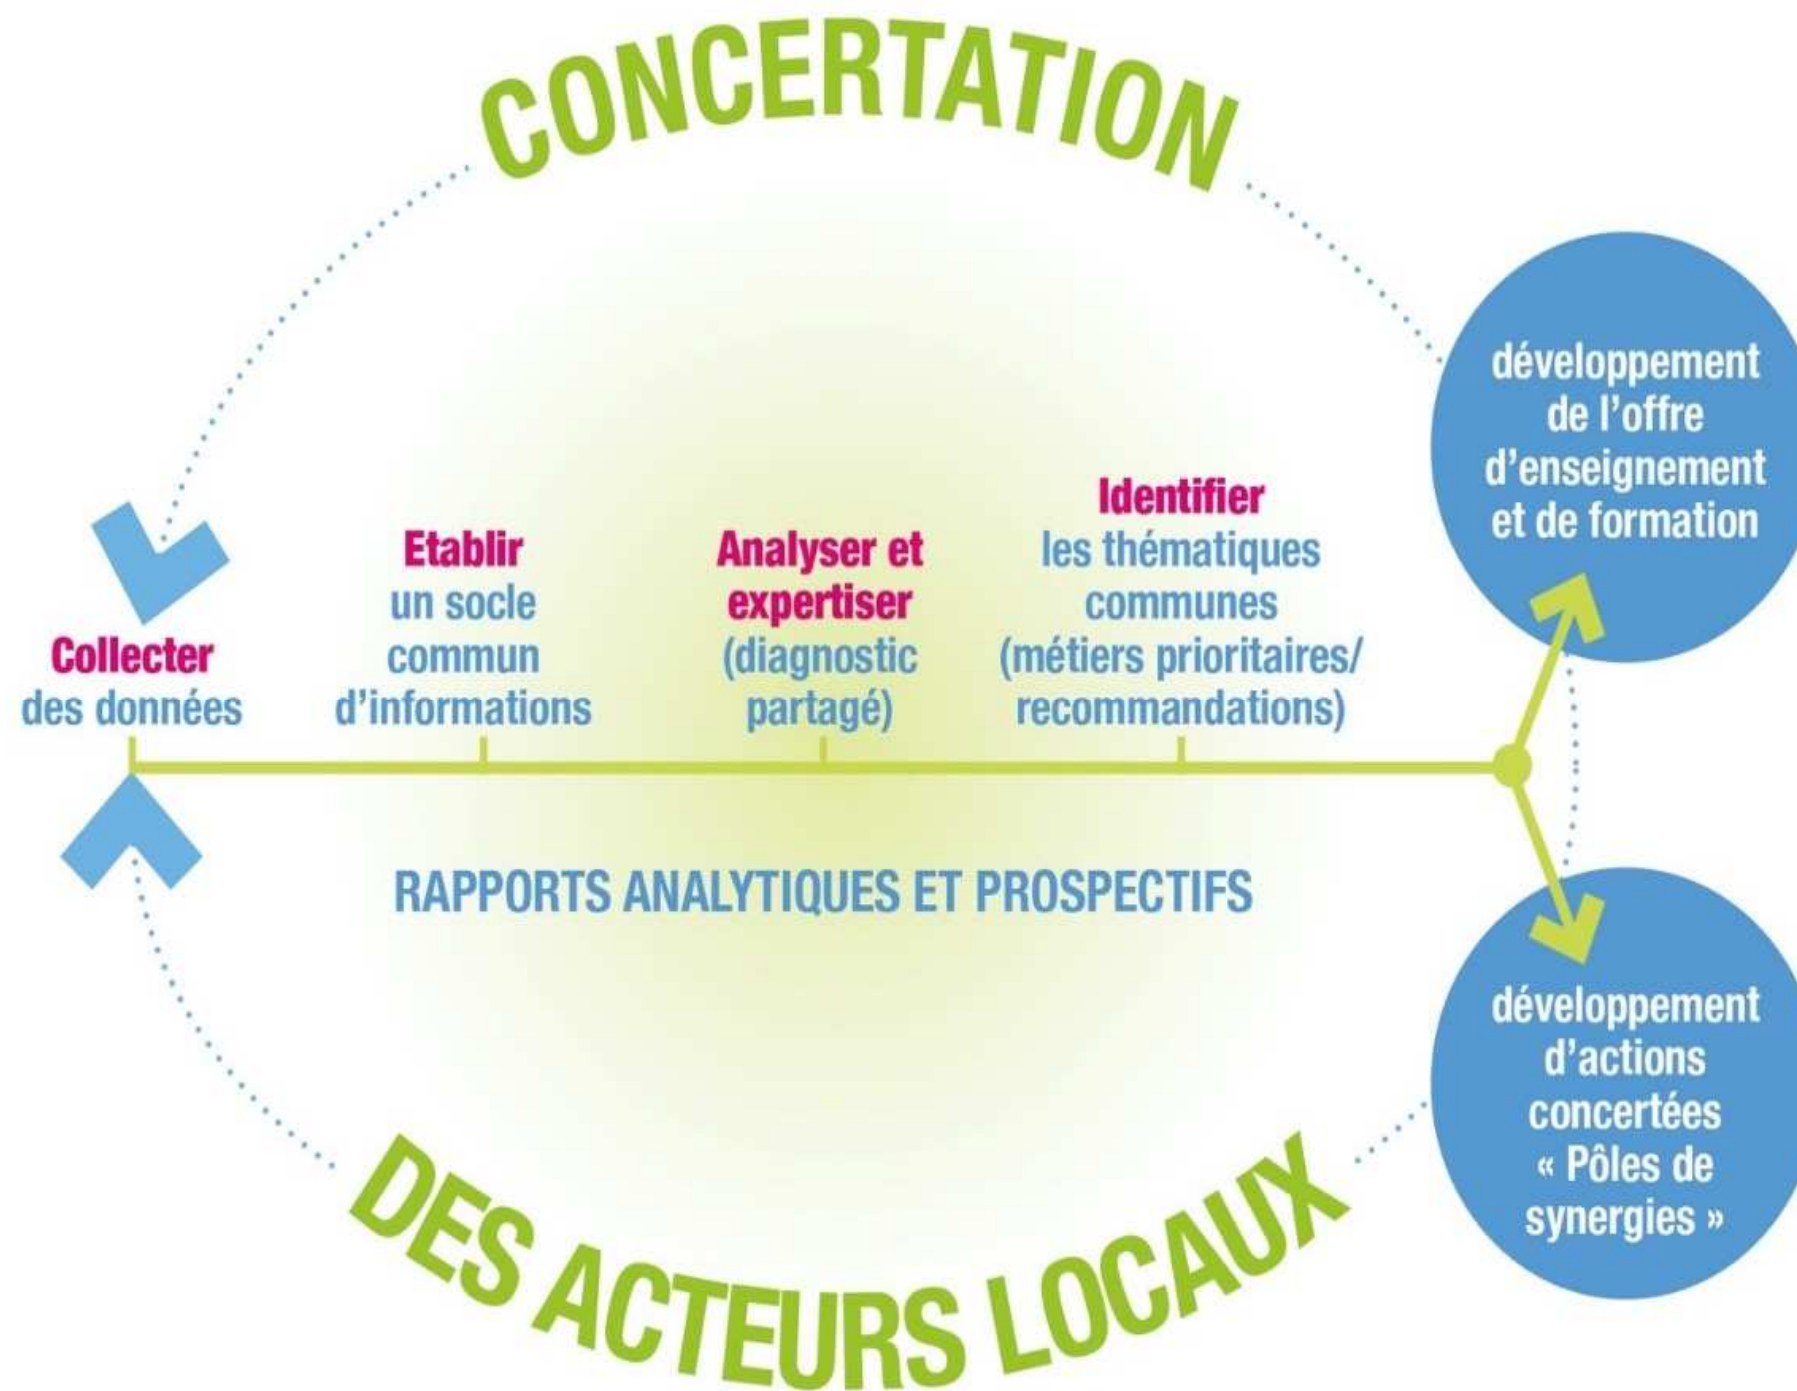 CONCERTATION
Collecter
des données
Etablir
un socle
commun
d'informations
Analyser et
expertiser
(diagnostic
partagé)
Identifier
les thématiques
communes
(métiers prioritaires/
recommandations)
développement
de l'offre
d'enseignement
et de formation
RAPPORTS ANALYTIQUES ET PROSPECTIFS
développement
d'actions
concertées
« Pôles de
synergies »
DES ACTEURS LOCAUX